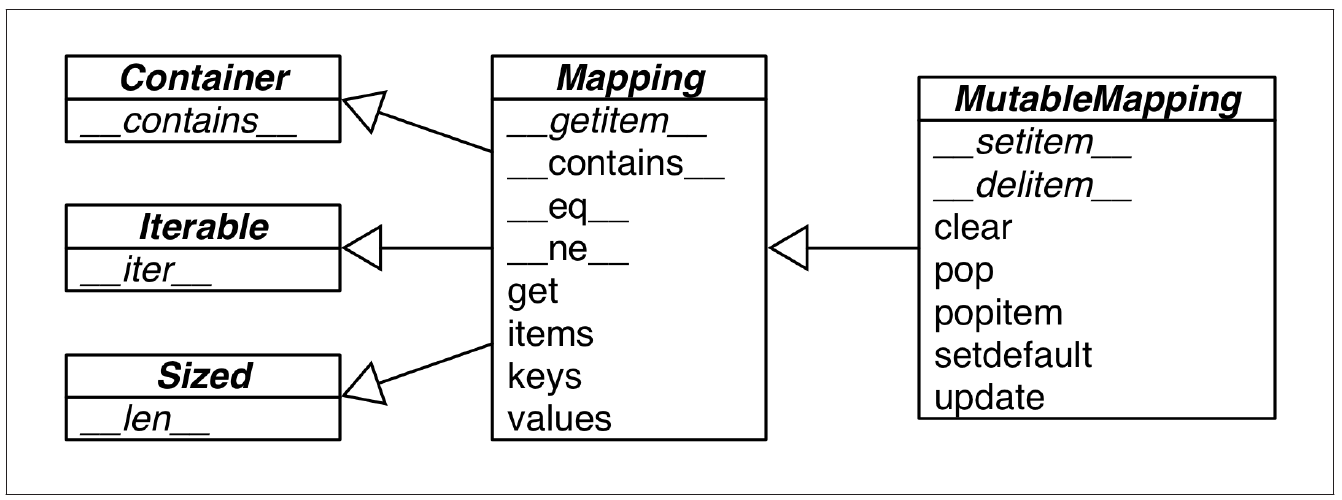 Container
__contains__
Iterable
__iter__
Sized
__len__
Mapping
__getitem__
__contains__
__eq__
__ne__
get
items
keys
values
MutableMapping
__setitem__
__delitem__
clear
pop
popitem
setdefault
update